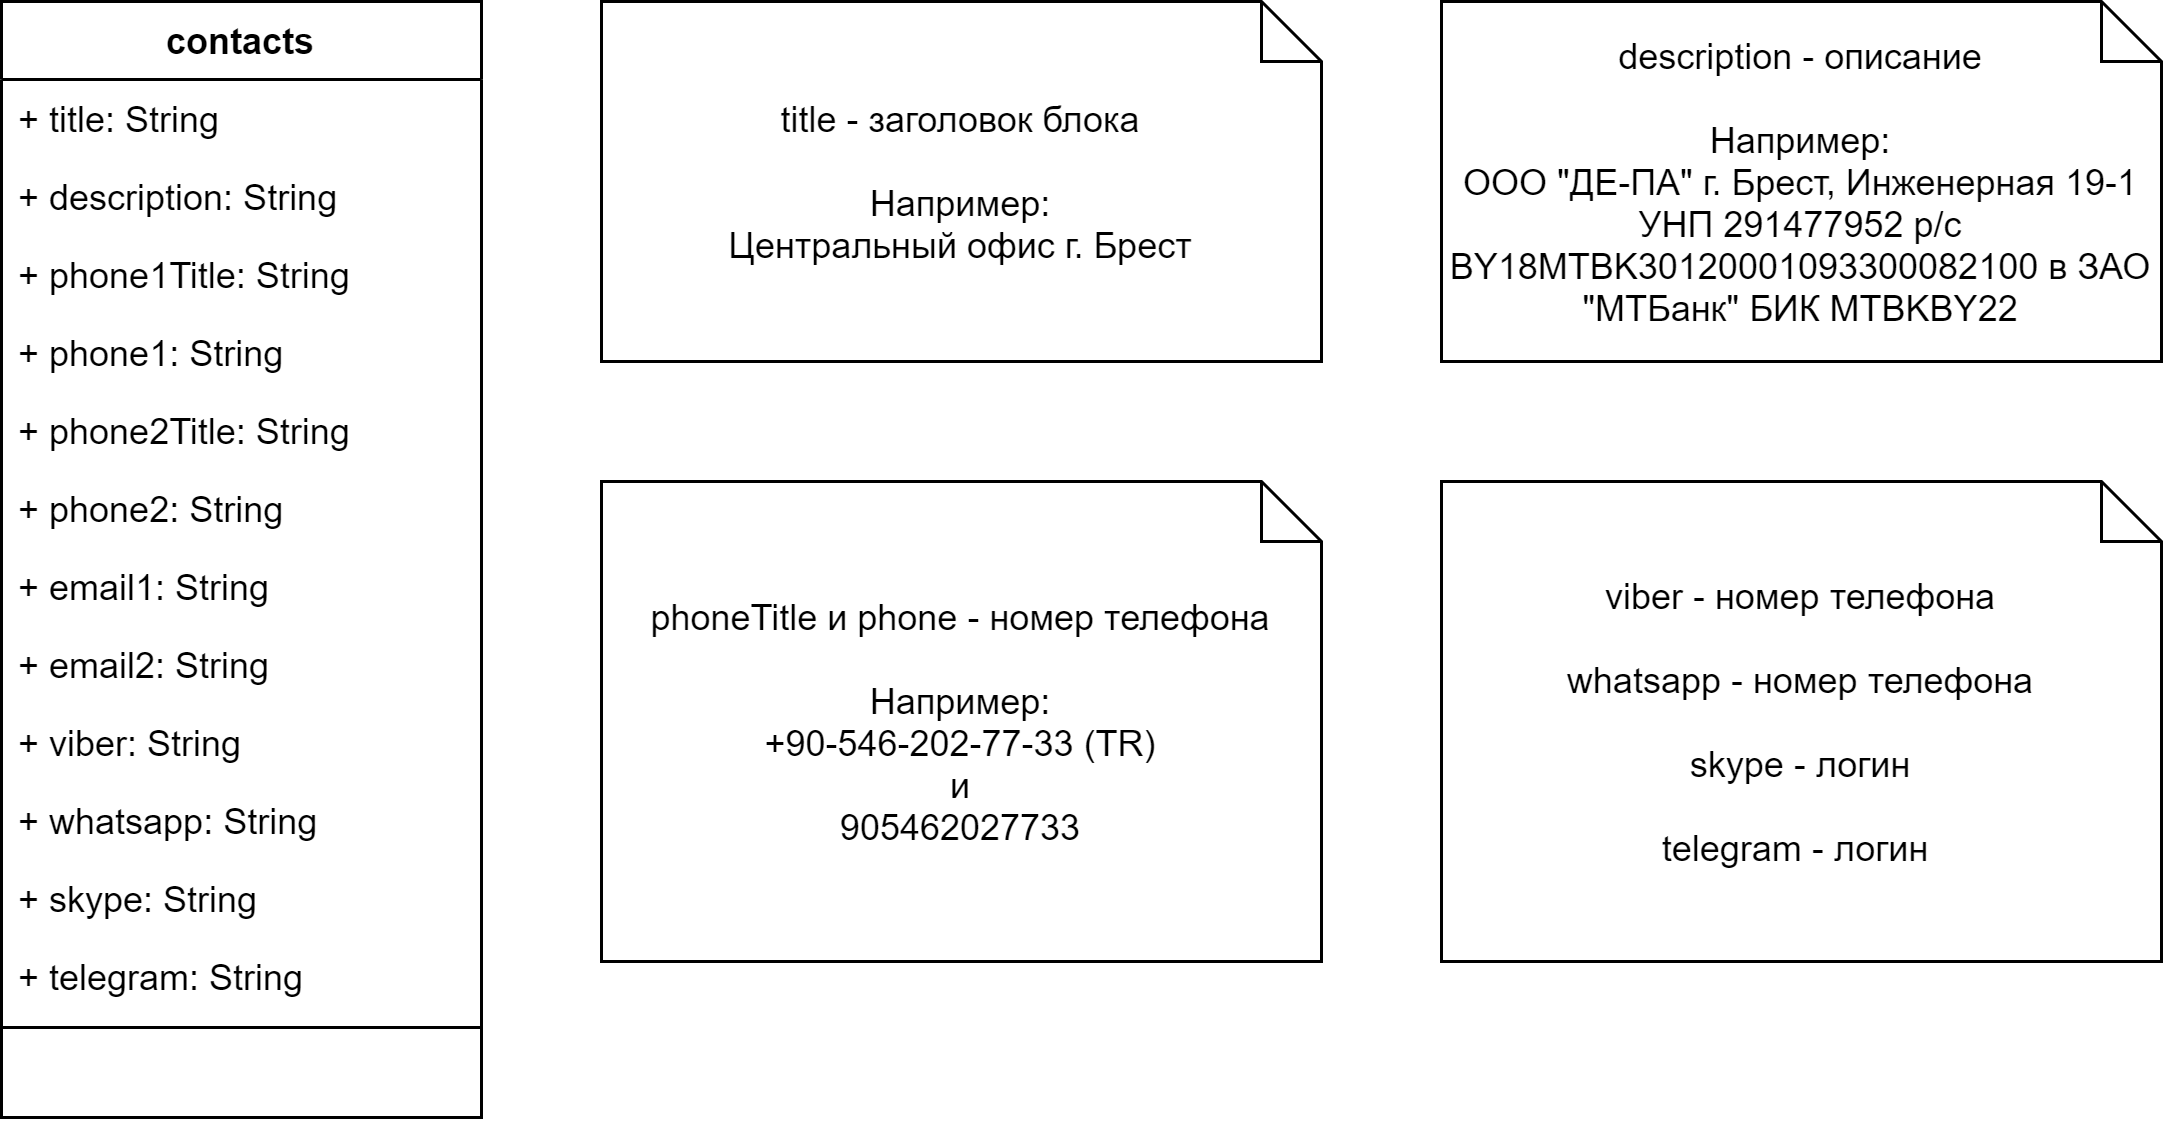 contacts
+ title: String
+ description: String
+ phone1Title: String
+ phone1: String
+ phone2Title: String
+ phone2: String
+ email1: String
+ email2: String
+ viber: String
+ whatsapp: String
+ skype: String
+ telegram: String
title - заголовок блока
Например:
Центральный офис г. Брест
description - описание
Например:
ООО "ДЕ-ПА" г. Брест, Инженерная 19-1
УНП 291477952 р/с
BY18MTBK30120001093300082100 в ЗАО
"МТБанк" БИК MTBKBY22
phoneTitle и phone - номер телефона
Например:
+90-546-202-77-33 (TR)
и
905462027733
viber - номер телефона
whatsapp - номер телефона
skype - логин
telegram - логин